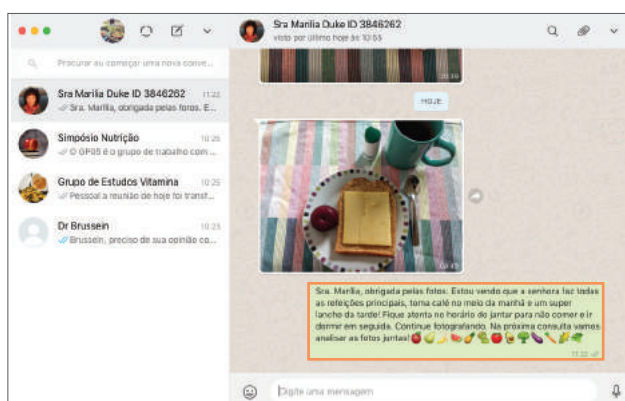 Sra Marilia Duke ID 3846262
visto por último hoje às 10:55
Procurar ou começar uma nova conve...
Sra Marilia Duke ID 3846262 11:22
Sra. Marília, obrigada pelas fotos. E...
Simpósio Nutrição 10:25
O GP05 é o grupo de trabalho com ...
Grupo de Estudos Vitamina 10:25
Pessoal a reunião de hoje foi transf...
Dr Brussein 10:23
Brussein, preciso de sua opinião co...
HOJE
Sra. Marília, obrigada pelas fotos. Estou vendo que a senhora faz todas
as refeições principais, toma café no meio da manhã e um super
lanche da tarde! Fique atenta no horário do jantar para não comer e ir
dormir em seguida. Continue fotografando. Na próxima consulta vamos
analisar as fotos juntas!
11:22
Digite uma mensagem